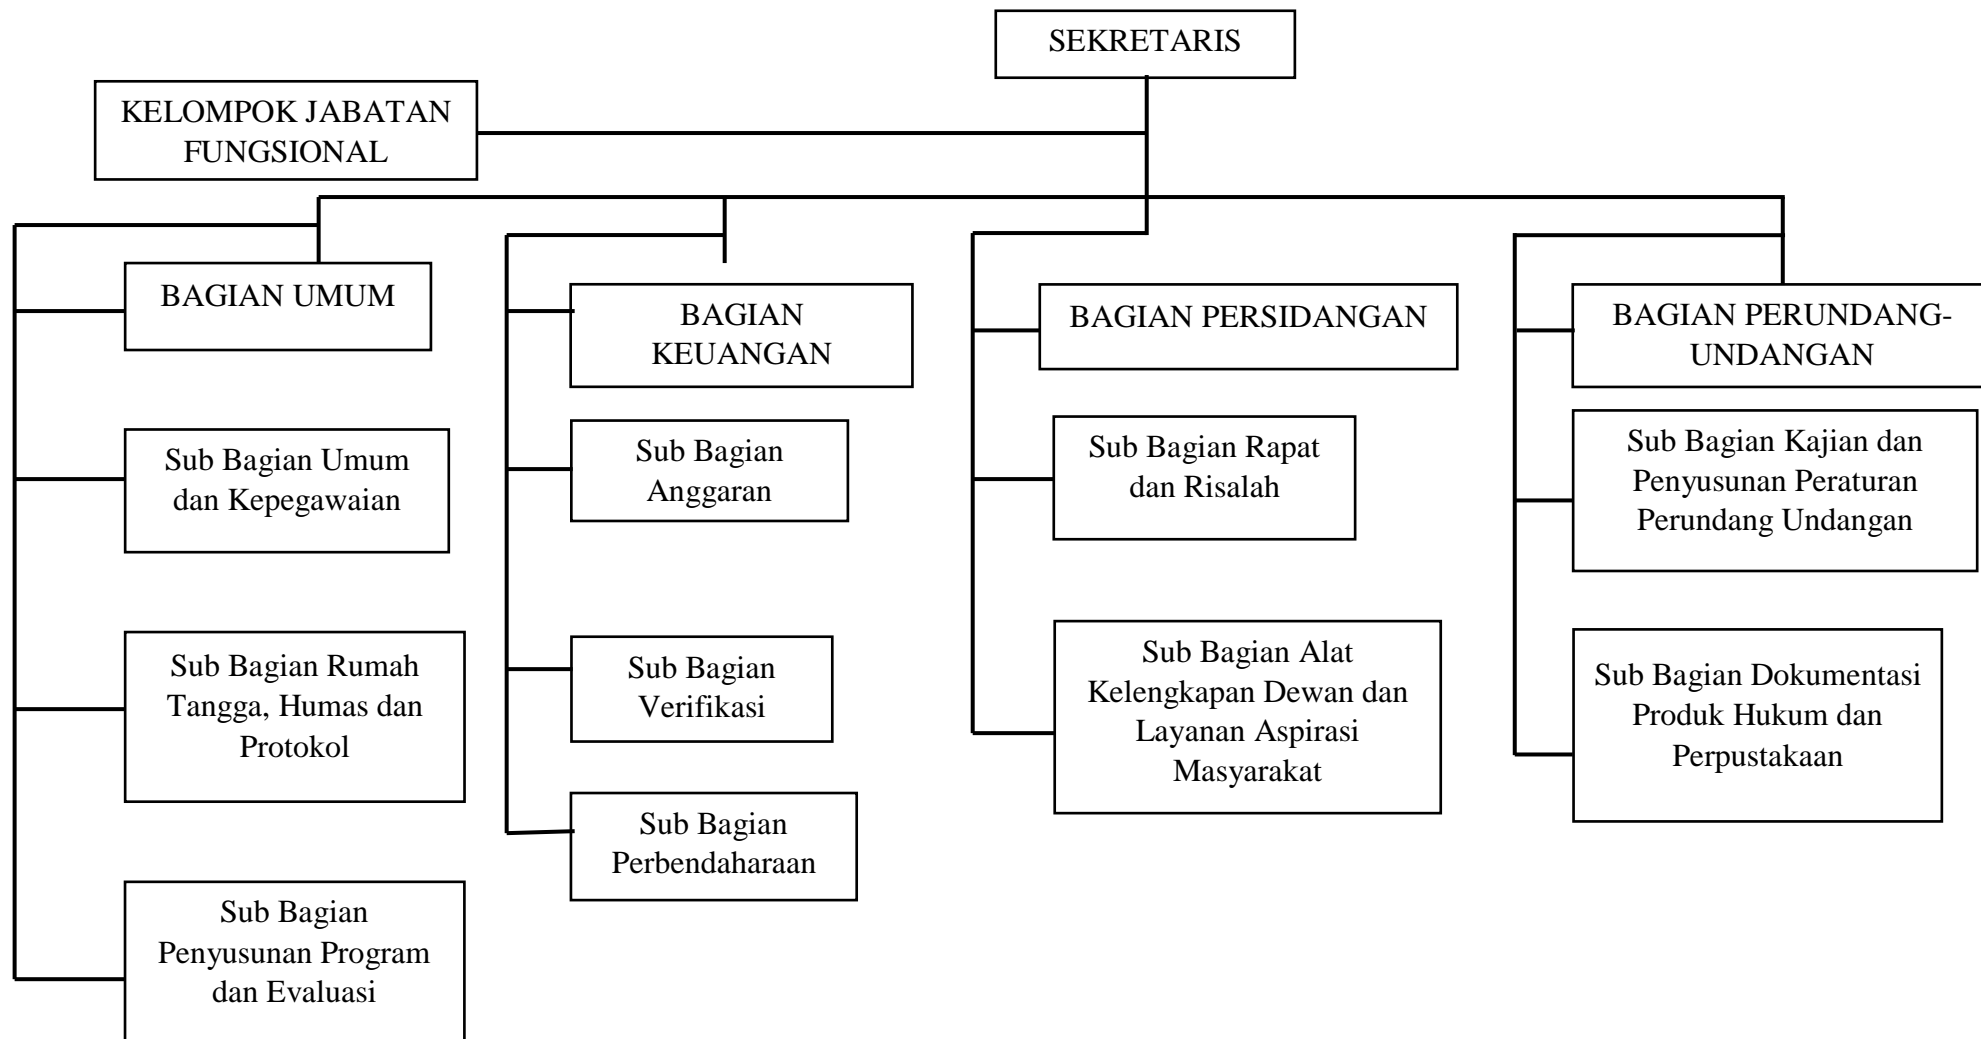 SEKRETARIS
KELOMPOK JABATAN
FUNGSIONAL
BAGIAN UMUM
Sub Bagian Umum
dan Kepegawaian
Sub Bagian Rumah
Tangga, Humas dan
Protokol
Sub Bagian
Penyusunan Program
dan Evaluasi
BAGIAN
KEUANGAN
Sub Bagian
Anggaran
Sub Bagian
Verifikasi
Sub Bagian
Perbendaharaan
BAGIAN PERSIDANGAN
Sub Bagian Rapat
dan Risalah
Sub Bagian Alat
Kelengkapan Dewan dan
Layanan Aspirasi
Masyarakat
BAGIAN PERUNDANG-
UNDANGAN
Sub Bagian Kajian dan
Penyusunan Peraturan
Perundang Undangan
Sub Bagian Dokumentasi
Produk Hukum dan
Perpustakaan